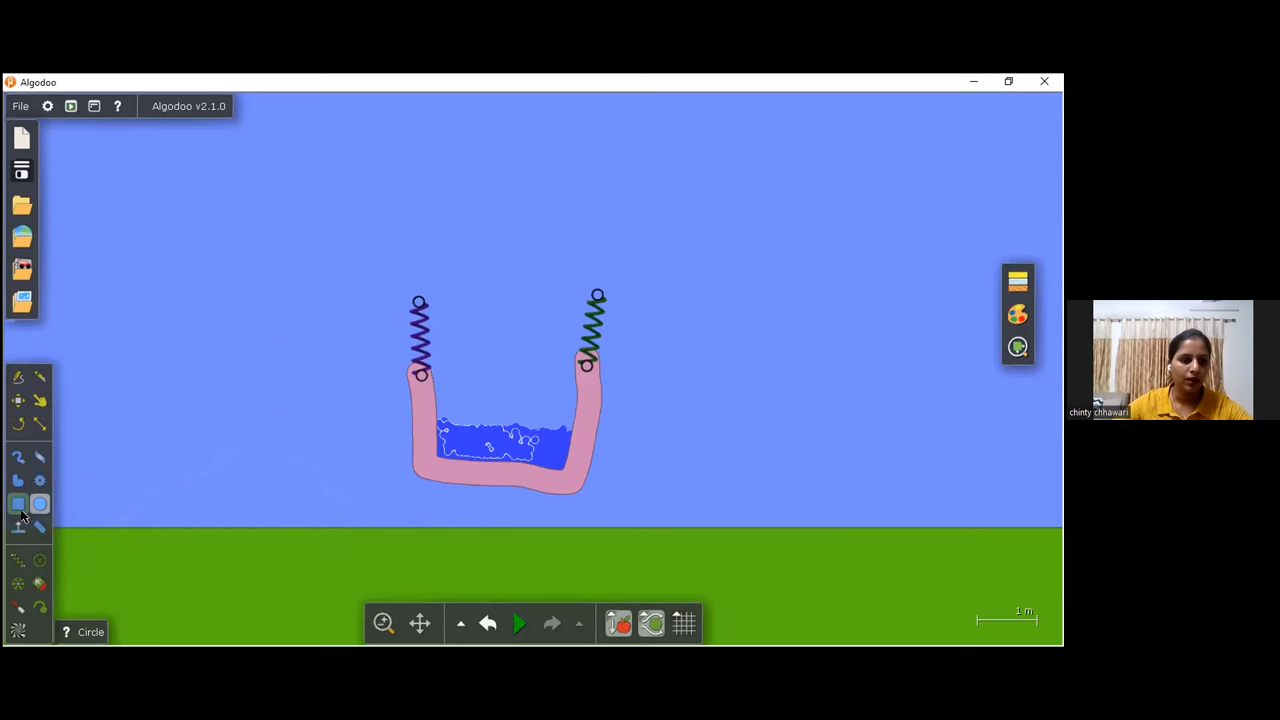 Algodoo
File ? Algodoo v2.1.0
chinty chhawari
1 m
? Circle